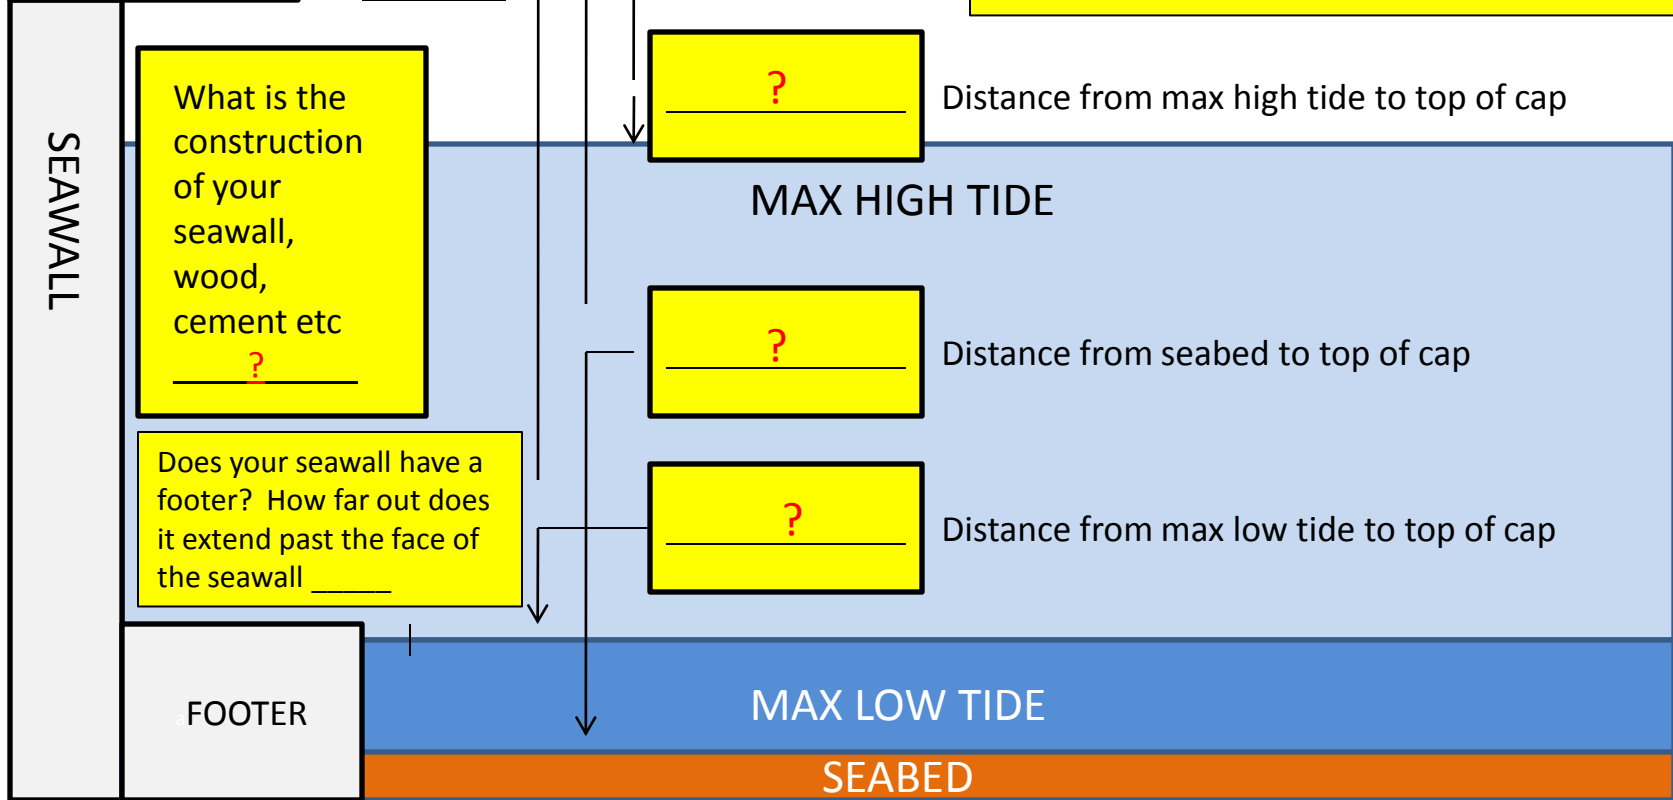 SEAWALL
What is the
construction
of your
seawall,
wood,
cement etc
?
Does your seawall have a
footer? How far out does
it extend past the face of
the seawall _____
? Distance from max high tide to top of cap
MAX HIGH TIDE
? Distance from seabed to top of cap
? Distance from max low tide to top of cap
FOOTER
MAX LOW TIDE
SEABED